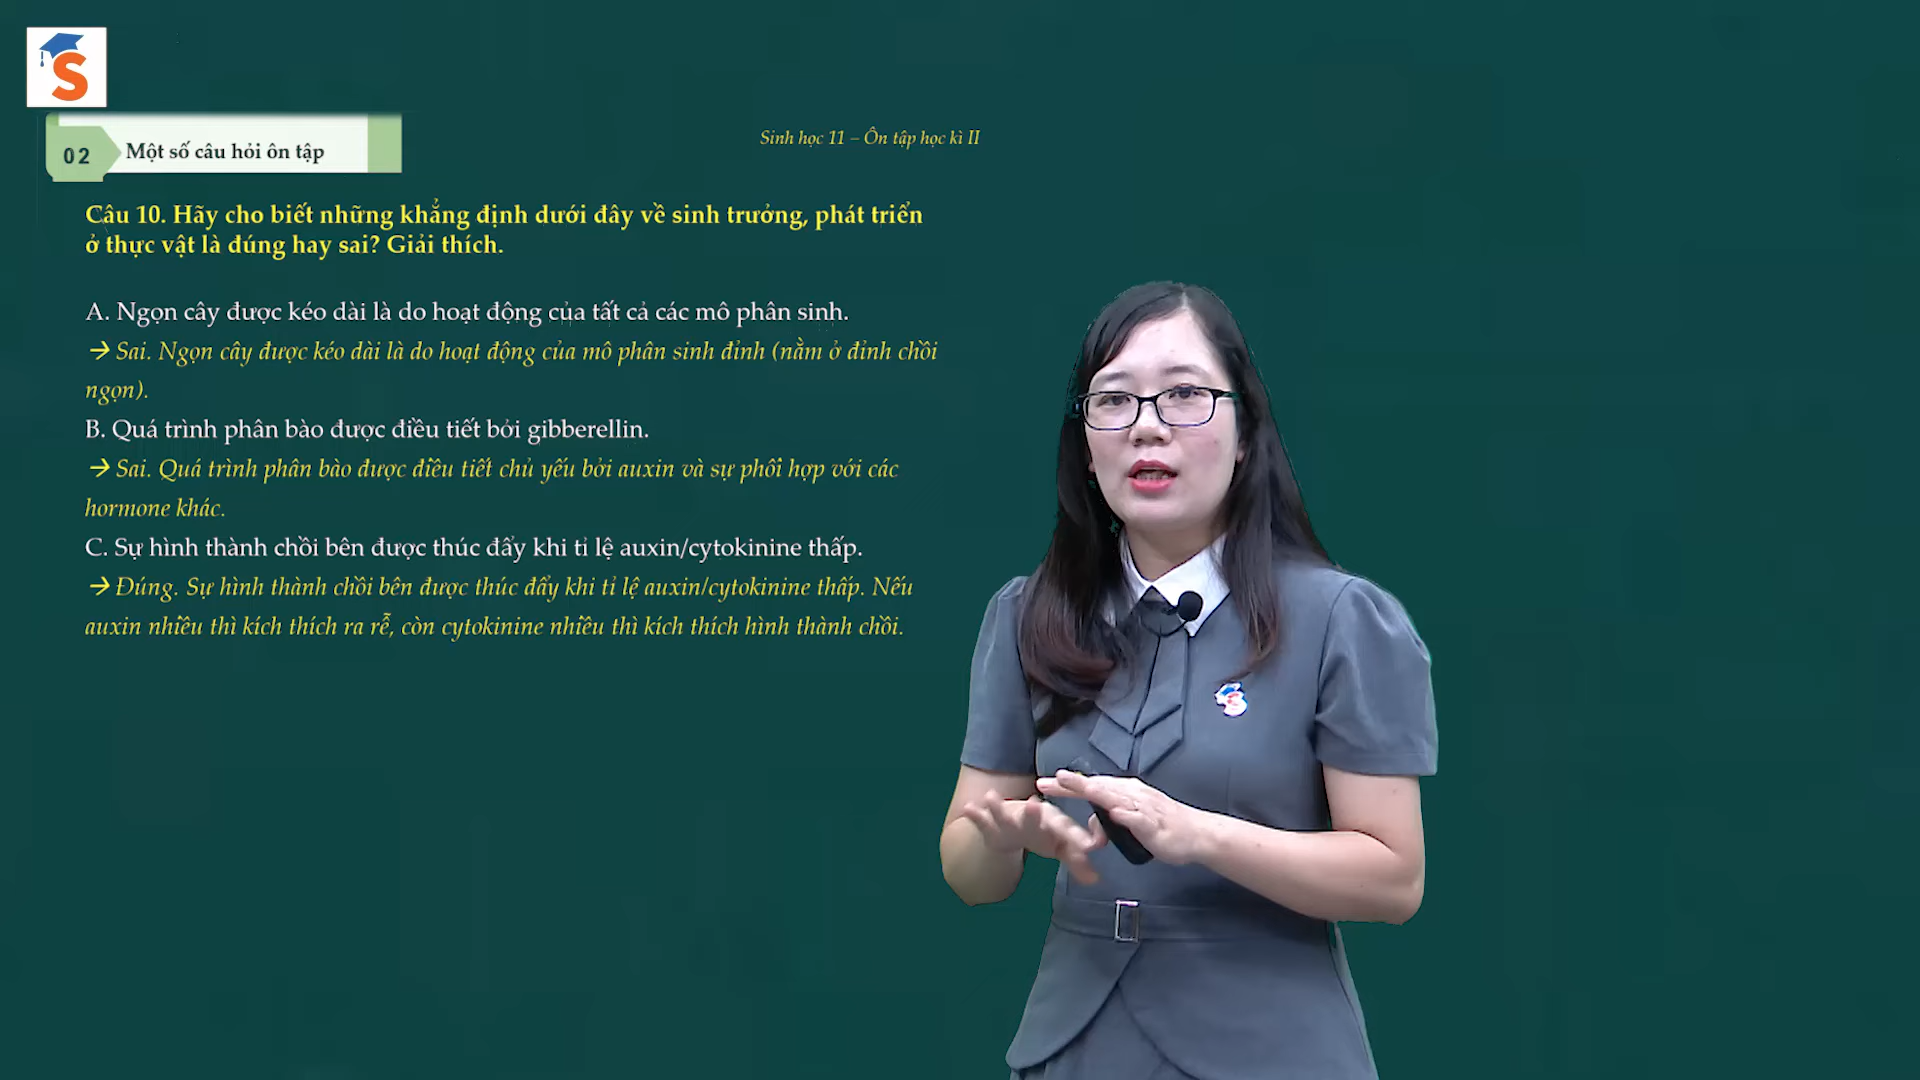 S
02
Một số câu hỏi ôn tập
Sinh học 11 – Ôn tập học kì II
Câu 10. Hãy cho biết những khẳng định dưới đây về sinh trưởng, phát triển
ở thực vật là đúng hay sai? Giải thích.
A. Ngọn cây được kéo dài là do hoạt động của tất cả các mô phân sinh.
→ Sai. Ngọn cây được kéo dài là do hoạt động của mô phân sinh đỉnh (nằm ở đỉnh chồi
ngọn).
B. Quá trình phân bào được điều tiết bởi gibberellin.
→ Sai. Quá trình phân bào được điều tiết chủ yếu bởi auxin và sự phối hợp với các
hormone khác.
C. Sự hình thành chồi bên được thúc đẩy khi tỉ lệ auxin/cytokinine thấp.
→ Đúng. Sự hình thành chồi bên được thúc đẩy khi tỉ lệ auxin/cytokinine thấp. Nếu
auxin nhiều thì kích thích ra rễ, còn cytokinine nhiều thì kích thích hình thành chồi.